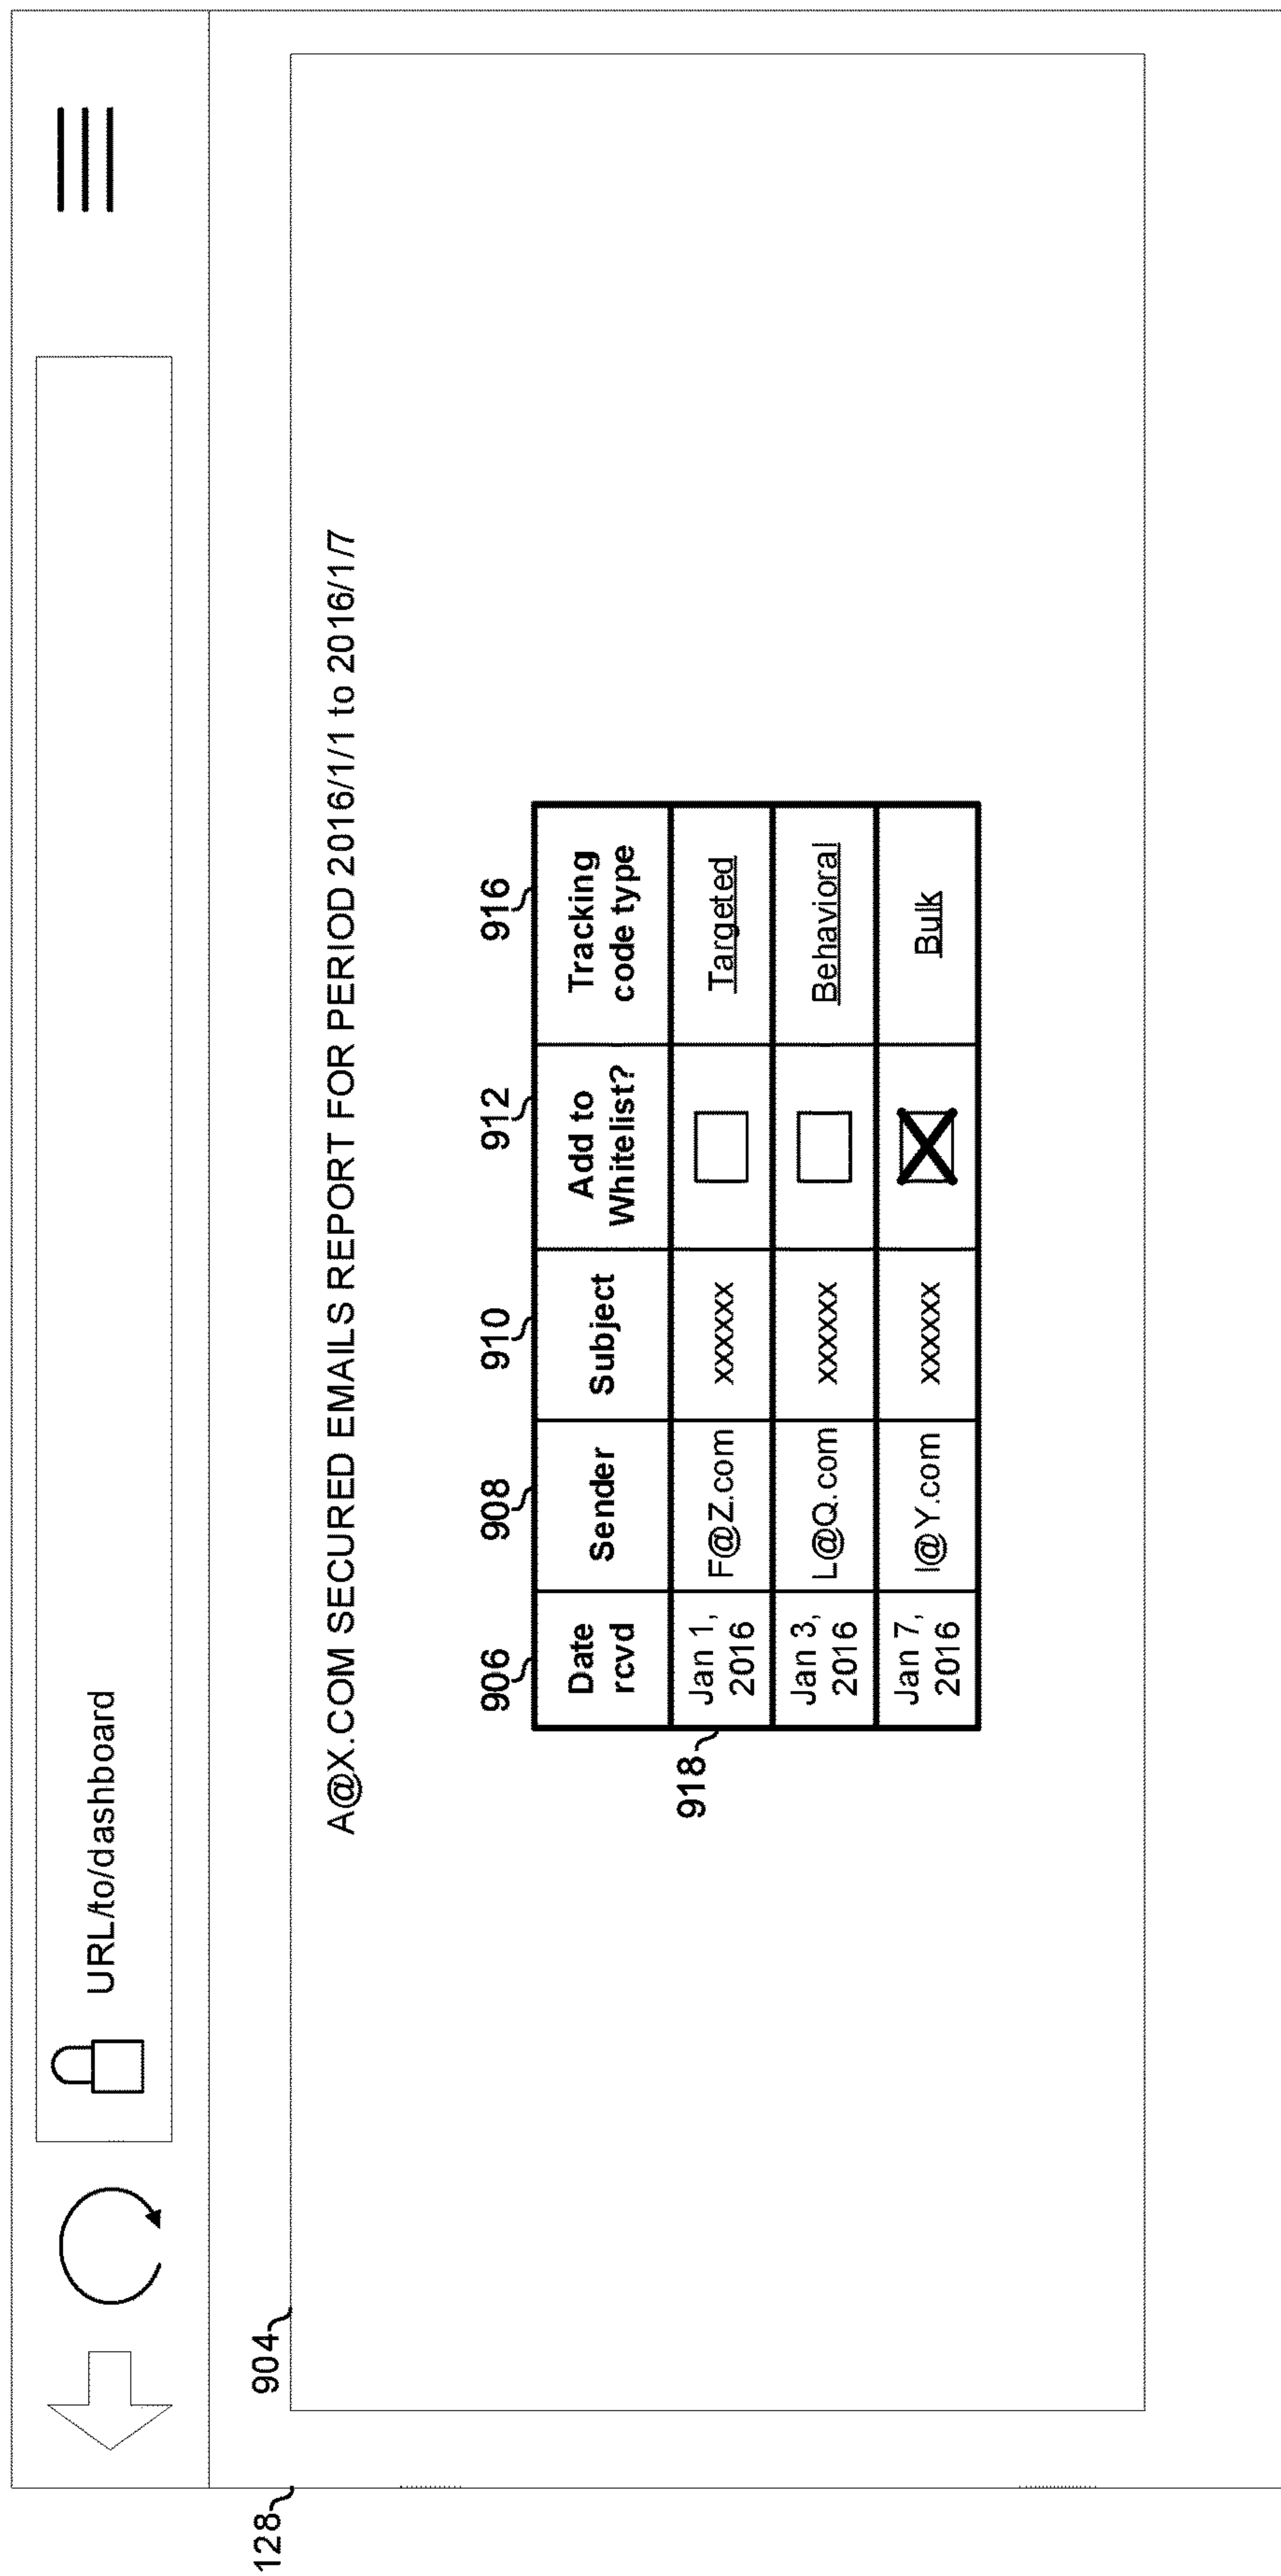 URL/to/dashboard
128
904
A@X.COM SECURED EMAILS REPORT FOR PERIOD 2016/1/1 to 2016/1/7
906 908 910 912 916
Date rcvd Sender Subject Add to Whitelist? Tracking code type
918
Jan 1, 2016 F@Z.com xxxxxx Targeted
Jan 3, 2016 L@Q.com xxxxxx Behavioral
Jan 7, 2016 I@Y.com xxxxxx Bulk